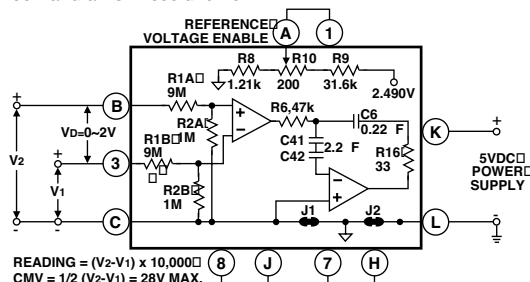 REFERENCE
VOLTAGE ENABLE
A
1
R8
R10
R9
1.21k
200
31.6k
2.490V
R1A
9M
B
R2A
1M
R6,47k
C6
0.22 F
K
+
VD=0~2V
R1B
9M
C41
C42
2.2 F
R16
33
V2
3
V1
R2B
1M
5VDC
POWER
SUPPLY
C
J1
J2
L
READING = (V2-V1) x 10,000
CMV = 1/2 (V2-V1) = 28V MAX.
8
J
7
H